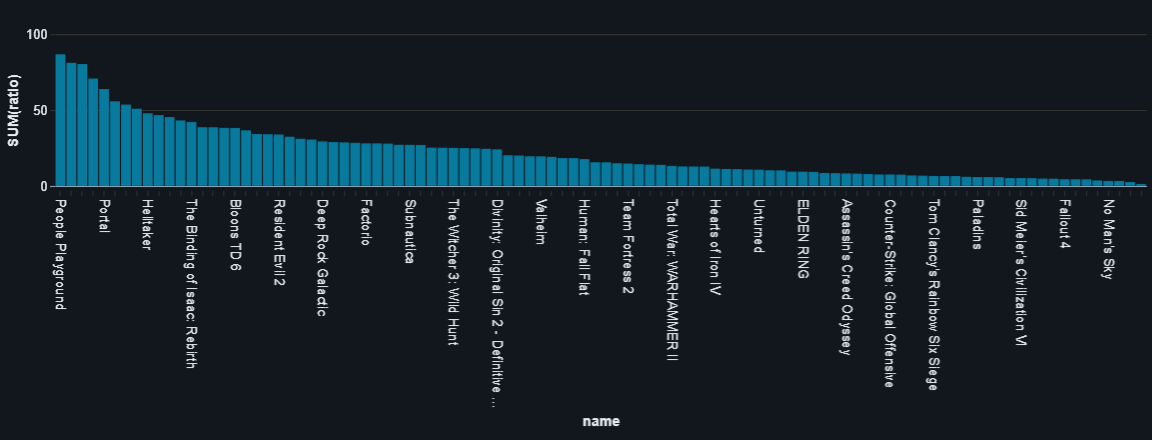 SUM(ratio)
100
50
0
People Playground
Portal
Helltaker
The Binding of Isaac: Rebirth
Bloons TD 6
Resident Evil 2
Deep Rock Galactic
Factorio
Subnautica
The Witcher 3: Wild Hunt
Divinity: Original Sin 2 - Definitive ...
Valheim
Human: Fall Flat
Team Fortress 2
Total War: WARHAMMER II
Hearts of Iron IV
Unturned
ELDEN RING
Assassin's Creed Odyssey
Counter-Strike: Global Offensive
Tom Clancy's Rainbow Six Siege
Paladins
Sid Meier's Civilization VI
Fallout 4
No Man's Sky
name